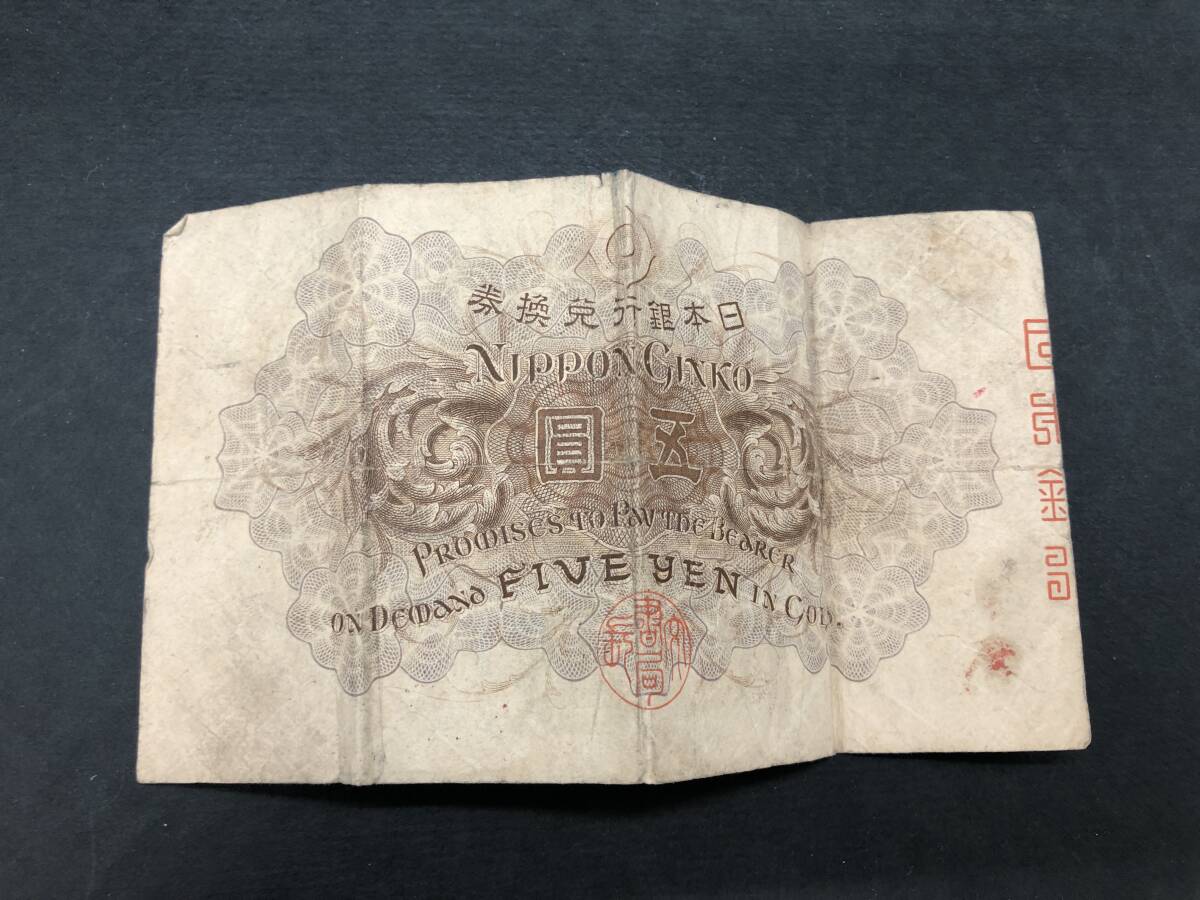 日本銀行兌換券
NIPPON GINKO
五圓
PROMISES TO PAY THE BEARER
ON DEMAND FIVE YEN IN GOLD.